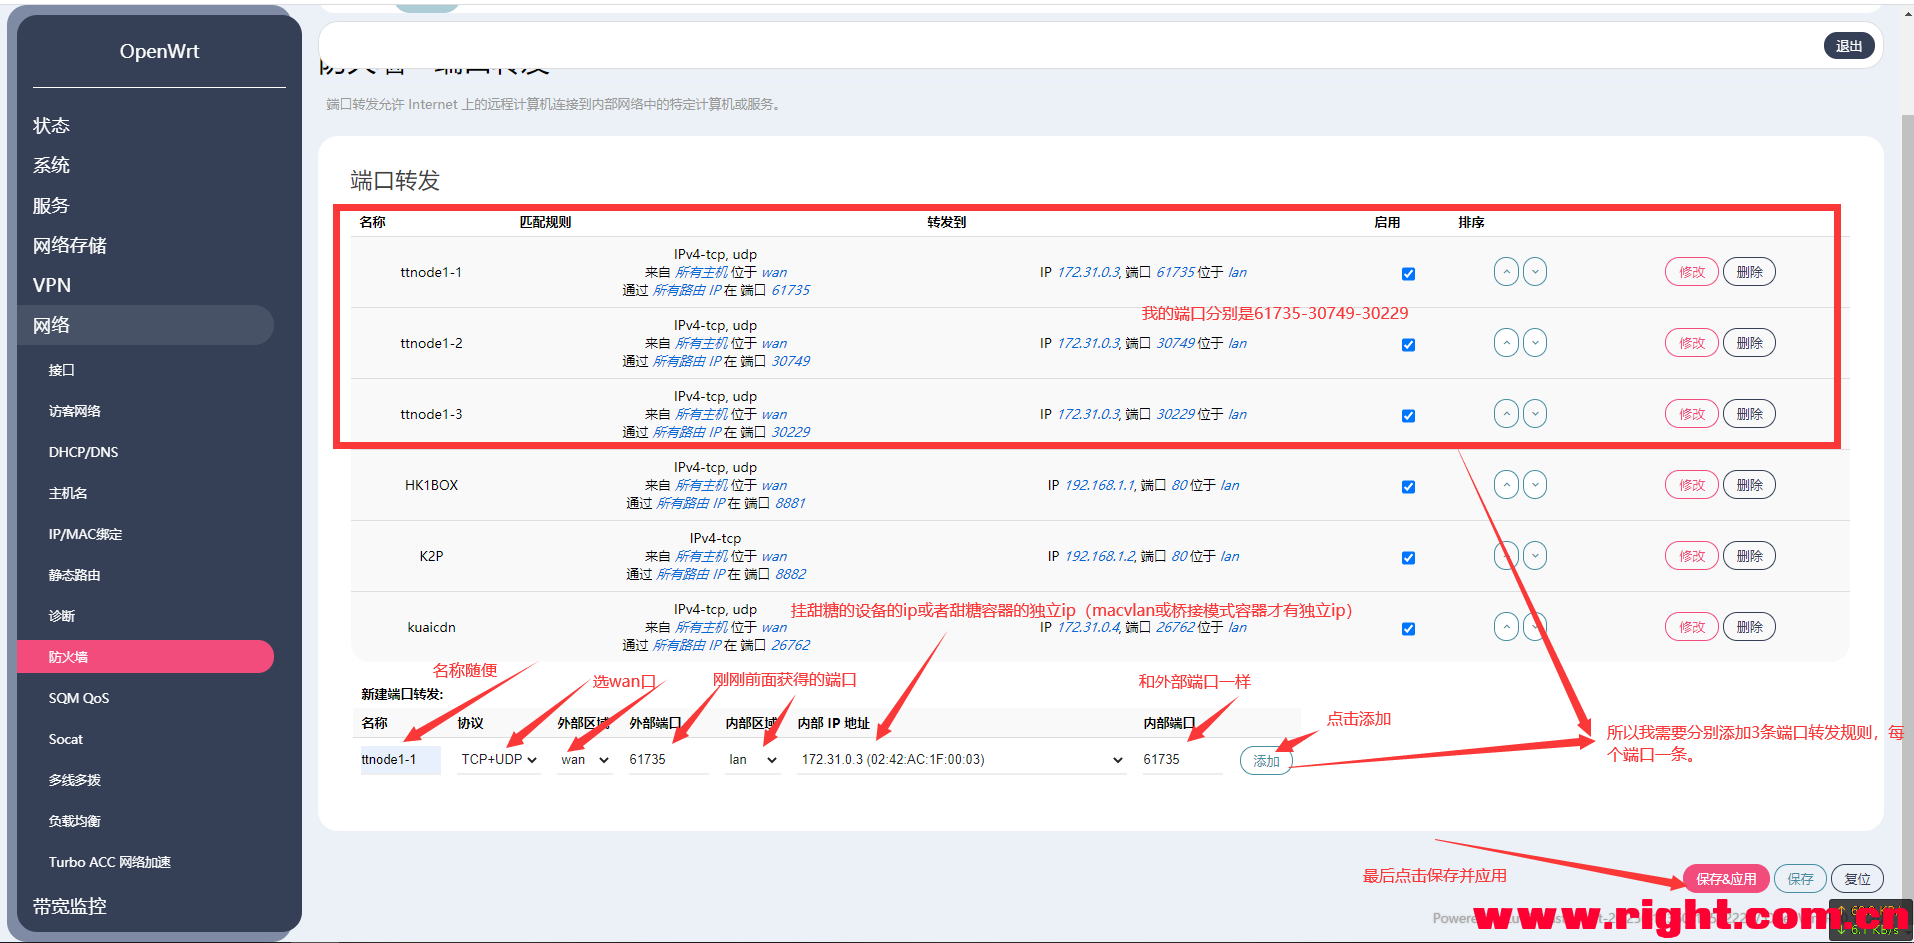 OpenWrt
状态
系统
服务
网络存储
VPN
网络
接口
访客网络
DHCP/DNS
主机名
IP/MAC绑定
静态路由
诊断
防火墙
SQM QoS
Socat
多线多拨
负载均衡
Turbo ACC 网络加速
带宽监控
退出
防火墙 - 端口转发
端口转发允许 Internet 上的远程计算机连接到内部网络中的特定计算机或服务。
端口转发
名称 匹配规则 转发到 启用 排序
IPv4-tcp, udp
ttnode1-1 来自 所有主机 位于 wan IP 172.31.0.3, 端口 61735 位于 lan 修改 删除
通过 所有路由 IP 在 端口 61735
我的端口分别是61735-30749-30229
IPv4-tcp, udp
ttnode1-2 来自 所有主机 位于 wan IP 172.31.0.3, 端口 30749 位于 lan 修改 删除
通过 所有路由 IP 在 端口 30749
IPv4-tcp, udp
ttnode1-3 来自 所有主机 位于 wan IP 172.31.0.3, 端口 30229 位于 lan 修改 删除
通过 所有路由 IP 在 端口 30229
IPv4-tcp, udp
HK1BOX 来自 所有主机 位于 wan IP 192.168.1.1, 端口 80 位于 lan 修改 删除
通过 所有路由 IP 在 端口 8881
IPv4-tcp
K2P 来自 所有主机 位于 wan IP 192.168.1.2, 端口 80 位于 lan 修改 删除
通过 所有路由 IP 在 端口 8882
IPv4-tcp, udp
挂甜糖的设备的ip或者甜糖容器的独立ip（macvlan或桥接模式容器才有独立ip）
kuaicdn 来自 所有主机 位于 wan IP 172.31.0.4, 端口 26762 位于 lan 修改 删除
通过 所有路由 IP 在 端口 26762
名称随便
选wan口
刚刚前面获得的端口
和外部端口一样
新建端口转发:
名称 协议 外部区域 外部端口 内部区域 内部 IP 地址 内部端口
点击添加
ttnode1-1 TCP+UDP wan 61735 lan 172.31.0.3 (02:42:AC:1F:00:03) 61735 添加
所以我需要分别添加3条端口转发规则，每
个端口一条。
最后点击保存并应用
保存&应用 保存 复位
www.right.com.cn